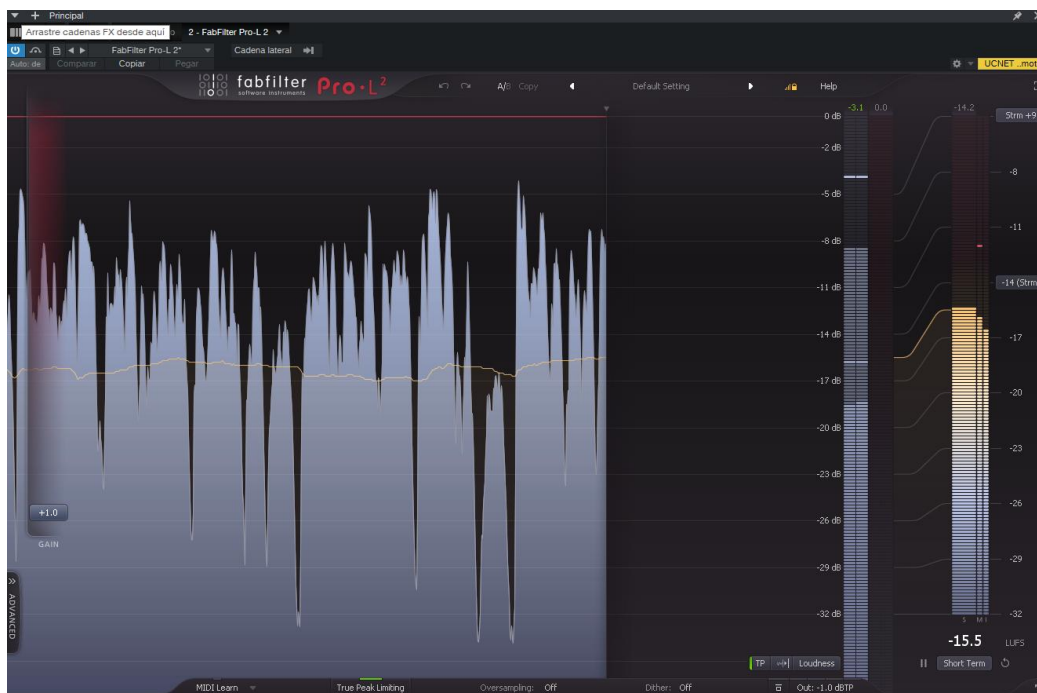 Principal
Arrastre cadenas FX desde aquí
2 - FabFilter Pro-L 2
FabFilter Pro-L 2*
Cadena lateral
Auto: de
Comparar
Copiar
Pegar
UCNET ..mot
fabfilter
software instruments
Pro·L²
A/B
Copy
Default Setting
Help
-3.1
0.0
-14.2
0 dB
Strm +9
-2 dB
-8
-5 dB
-11
-8 dB
-11 dB
-14 (Strm
-14 dB
-17
-17 dB
-20
-20 dB
-23
-23 dB
-26
-26 dB
+1.0
GAIN
-29
-29 dB
-32 dB
-32
S M I
ADVANCED
-15.5 LUFS
TP
Loudness
Short Term
MIDI Learn
True Peak Limiting
Oversampling: Off
Dither: Off
Out: -1.0 dBTP